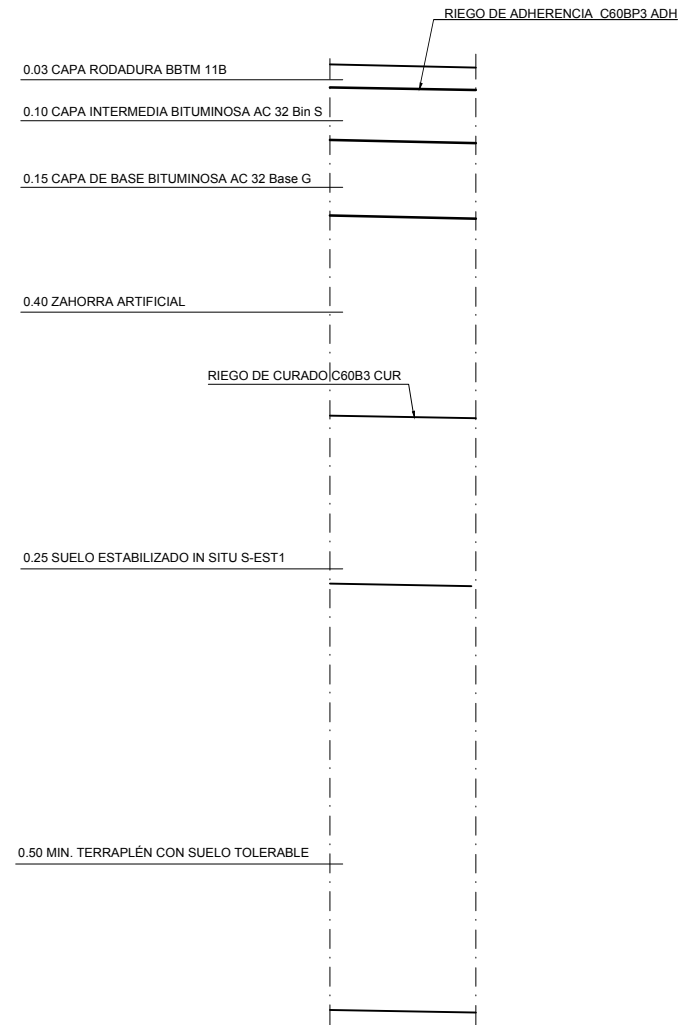 RIEGO DE ADHERENCIA C60BP3 ADH
0.03 CAPA RODADURA BBTM 11B
0.10 CAPA INTERMEDIA BITUMINOSA AC 32 Bin S
0.15 CAPA DE BASE BITUMINOSA AC 32 Base G
0.40 ZAHORRA ARTIFICIAL
RIEGO DE CURADO C60B3 CUR
0.25 SUELO ESTABILIZADO IN SITU S-EST1
0.50 MIN. TERRAPLÉN CON SUELO TOLERABLE